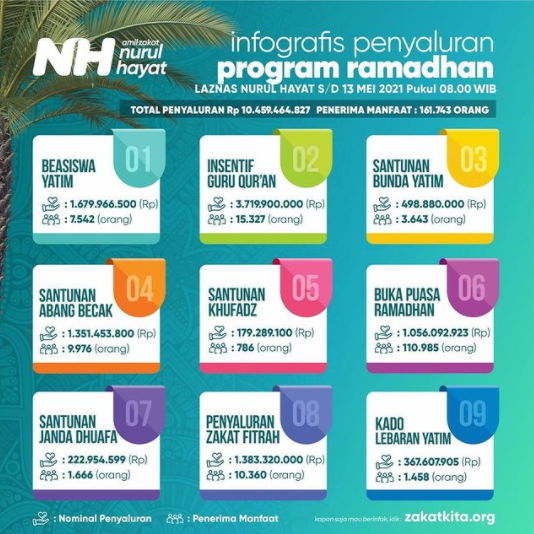 NH amil zakat nurul hayat
infografis penyaluran
program ramadhan
LAZNAS NURUL HAYAT S/D 13 MEI 2021 Pukul 08.00 WIB
TOTAL PENYALURAN Rp 10.459.464.827 PENERIMA MANFAAT : 161.743 ORANG
01
BEASISWA
YATIM
: 1.679.966.500 (Rp)
: 7.542 (orang)
02
INSENTIF
GURU QUR'AN
: 3.719.900.000 (Rp)
: 15.327 (orang)
03
SANTUNAN
BUNDA YATIM
: 498.880.000 (Rp)
: 3.643 (orang)
04
SANTUNAN
ABANG BECAK
: 1.351.453.800 (Rp)
: 9.976 (orang)
05
SANTUNAN
KHUFADZ
: 179.289.100 (Rp)
: 786 (orang)
06
BUKA PUASA
RAMADHAN
: 1.056.092.923 (Rp)
: 110.985 (orang)
07
SANTUNAN
JANDA DHUAFA
: 222.954.599 (Rp)
: 1.666 (orang)
08
PENYALURAN
ZAKAT FITRAH
: 1.383.320.000 (Rp)
: 10.360 (orang)
09
KADO
LEBARAN YATIM
: 367.607.905 (Rp)
: 1.458 (orang)
: Nominal Penyaluran : Penerima Manfaat
kapan saja mau berinfak, klik : zakatkita.org